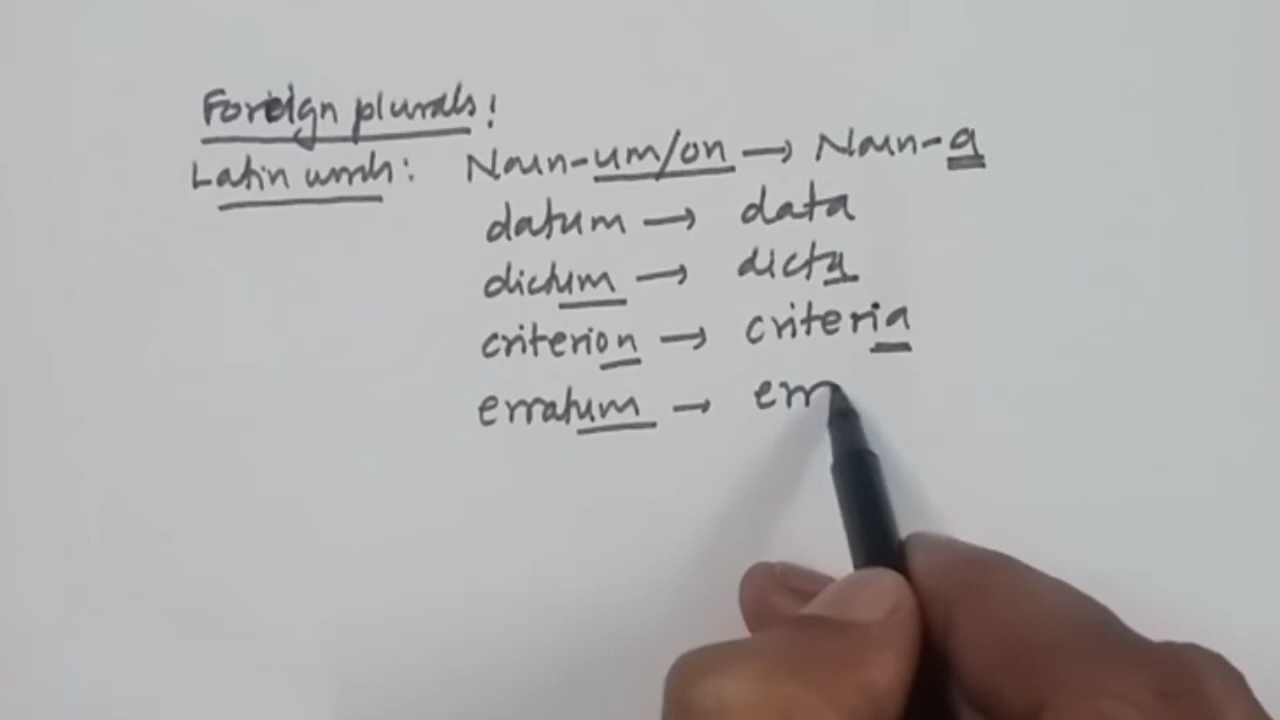 Foreign plurals:
Latin words: Noun-um/on → Noun-a
datum → data
dictum → dicta
criterion → criteria
erratum → err